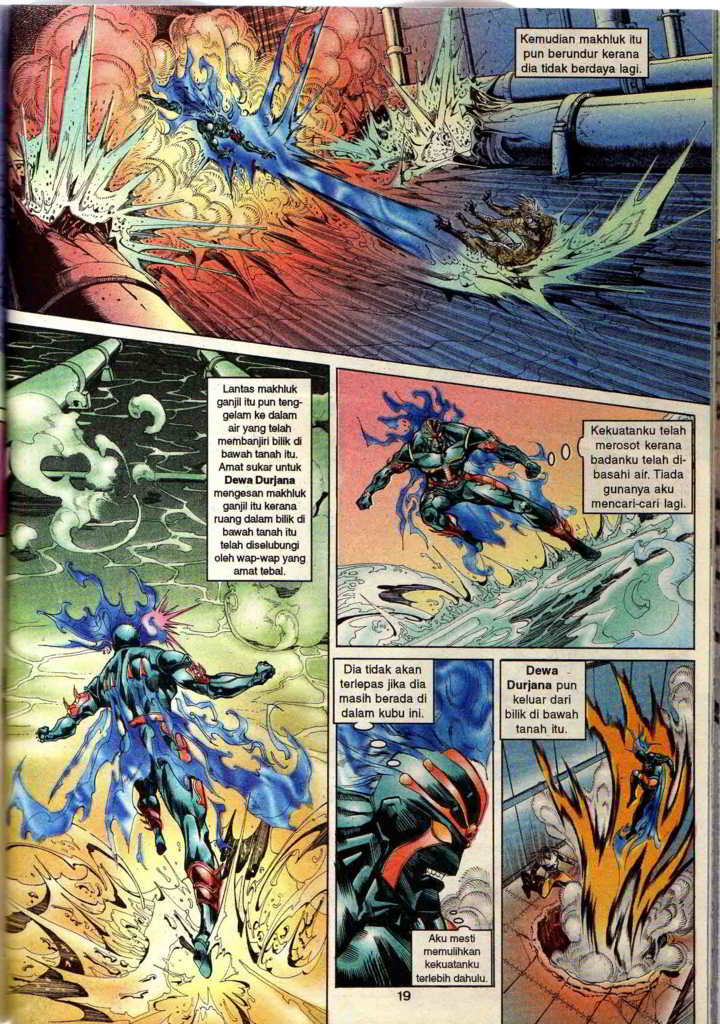 Kemudian makhluk itu
pun berundur kerana
dia tidak berdaya lagi.
Lantas makhluk
ganjil itu pun teng-
gelam ke dalam
air yang telah
membanjiri bilik di
bawah tanah itu.
Amat sukar untuk
Dewa Durjana
mengesan makhluk
ganjil itu kerana
ruang dalam bilik di
bawah tanah itu
telah diselubungi
oleh wap-wap yang
amat tebal.
Kekuatanku telah
merosot kerana
badanku telah di-
basahi air. Tiada
gunanya aku
mencari-cari lagi.
Dia tidak akan
terlepas jika dia
masih berada di
dalam kubu ini.
Aku mesti
memulihkan
kekuatanku
terlebih dahulu.
Dewa
Durjana pun
keluar dari
bilik di bawah
tanah itu.
19